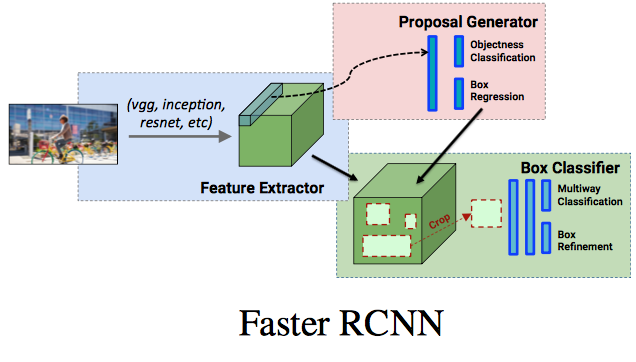 Proposal Generator
Objectness
Classification
Box
Regression
(vgg, inception,
resnet, etc)
Feature Extractor
Box Classifier
Multiway
Classification
Box
Refinement
Crop
Faster RCNN